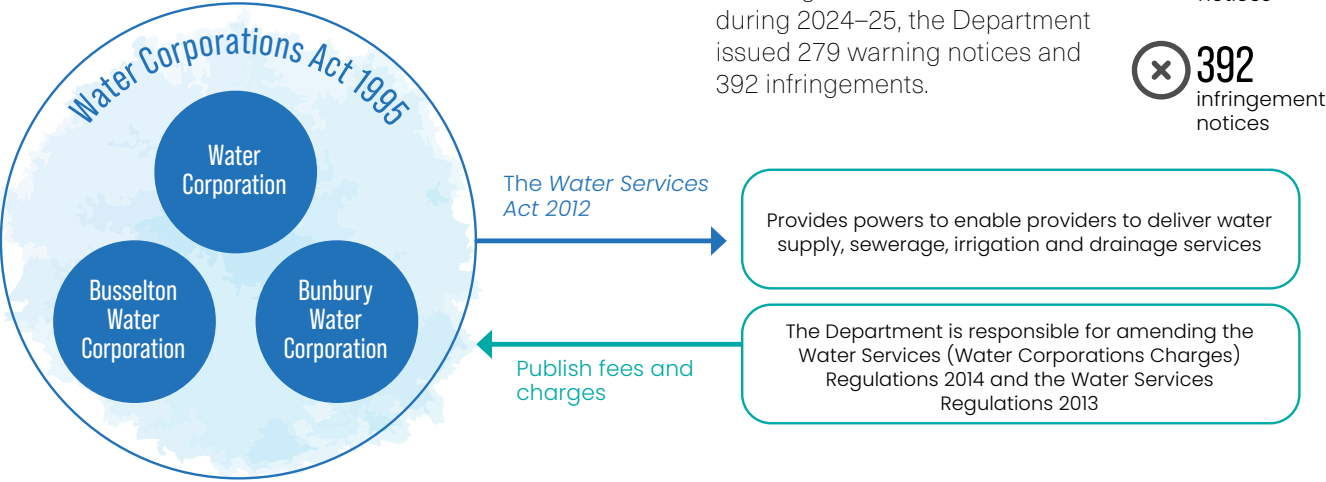 during 2024–25, the Department
issued 279 warning notices and
392 infringements.
392
infringement
notices
Water Corporations Act 1995
Water
Corporation
Busselton
Water
Corporation
Bunbury
Water
Corporation
The Water Services
Act 2012
Provides powers to enable providers to deliver water
supply, sewerage, irrigation and drainage services
Publish fees and
charges
The Department is responsible for amending the
Water Services (Water Corporations Charges)
Regulations 2014 and the Water Services
Regulations 2013